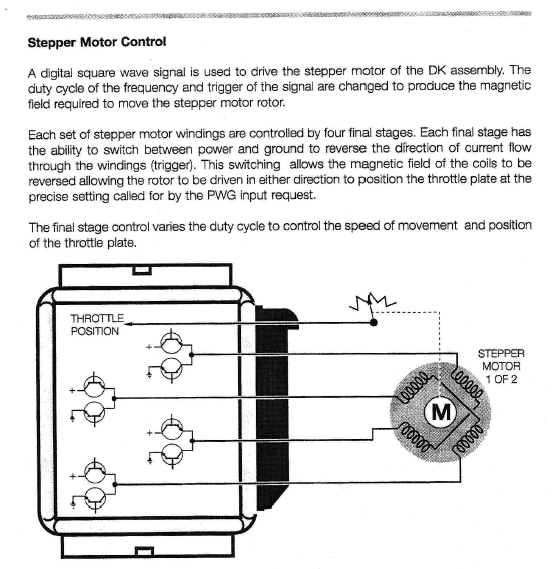 Stepper Motor Control
A digital square wave signal is used to drive the stepper motor of the DK assembly. The
duty cycle of the frequency and trigger of the signal are changed to produce the magnetic
field required to move the stepper motor rotor.
Each set of stepper motor windings are controlled by four final stages. Each final stage has
the ability to switch between power and ground to reverse the direction of current flow
through the windings (trigger). This switching allows the magnetic field of the coils to be
reversed allowing the rotor to be driven in either direction to position the throttle plate at the
precise setting called for by the PWG input request.
The final stage control varies the duty cycle to control the speed of movement and position
of the throttle plate.
THROTTLE
POSITION
+
+
+
+
STEPPER
MOTOR
1 OF 2
M